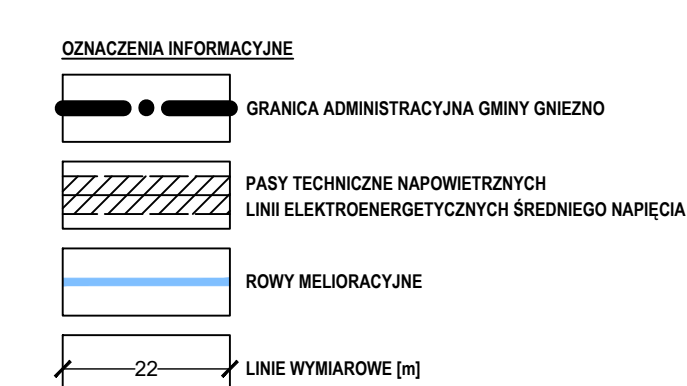 OZNACZENIA INFORMACYJNE
GRANICA ADMINISTRACYJNA GMINY GNIEZNO
PASY TECHNICZNE NAPOWIETRZNYCH
LINII ELEKTROENERGETYCZNYCH ŚREDNIEGO NAPIĘCIA
ROWY MELIORACYJNE
22
LINIE WYMIAROWE [m]